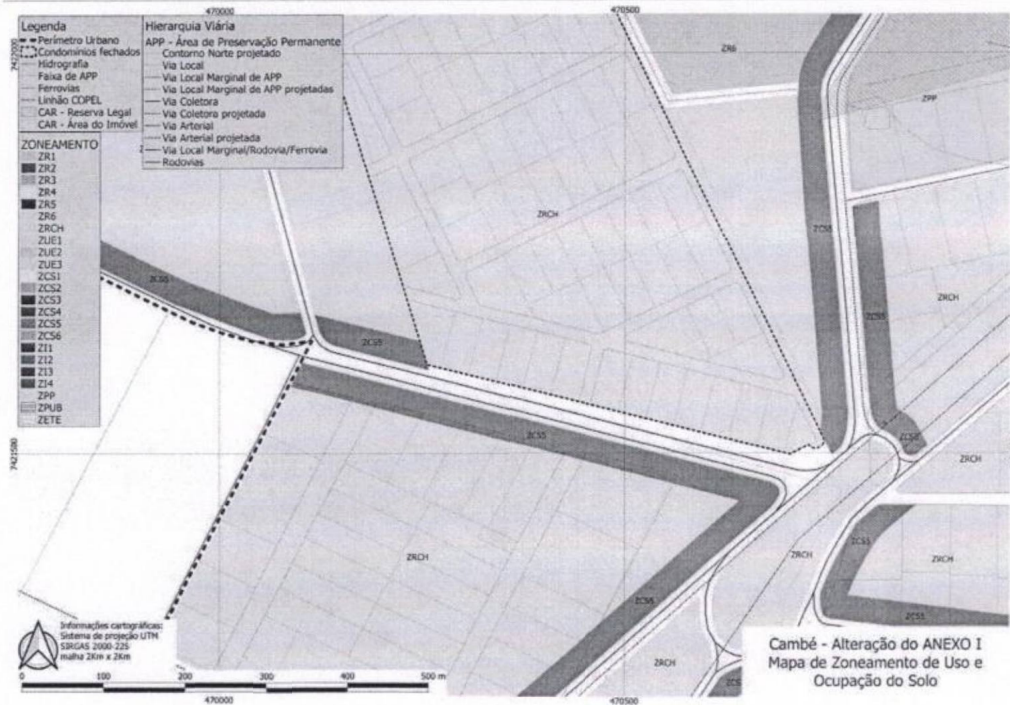 470000
470500
Legenda
Perímetro Urbano
Condomínios fechados
Hidrografia
Faixa de APP
Ferrovias
Linhão COPEL
CAR - Reserva Legal
CAR - Área do Imóvel
Hierarquia Viária
APP - Área de Preservação Permanente
Contorno Norte projetado
Via Local
Via Local Marginal de APP
Via Local Marginal de APP projetadas
Via Coletora
Via Coletora projetada
Via Arterial
Via Arterial projetada
Via Local Marginal/Rodovia/Ferrovia
Rodovias
ZONEAMENTO
ZR1
ZR2
ZR3
ZR4
ZR5
ZR6
ZRCH
ZUE1
ZUE2
ZUE3
ZCS1
ZCS2
ZCS3
ZCS4
ZCS5
ZCS6
ZI1
ZI2
ZI3
ZI4
ZPP
ZPUB
ZETE
ZR6
ZPP
ZRCH
ZCS5
ZCS5
ZRCH
ZCS5
ZCS5
ZCS5
ZCS5
7421500
ZRCH
ZRCH
ZRCH
ZCS5
ZRCH
ZCS5
ZCS5
ZRCH
Informações cartográficas:
Sistema de projeção UTM
SIRGAS 2000-22S
malha 2Km x 2Km
0 100 200 300 400 500 m
470000
470500
Cambé - Alteração do ANEXO I
Mapa de Zoneamento de Uso e
Ocupação do Solo